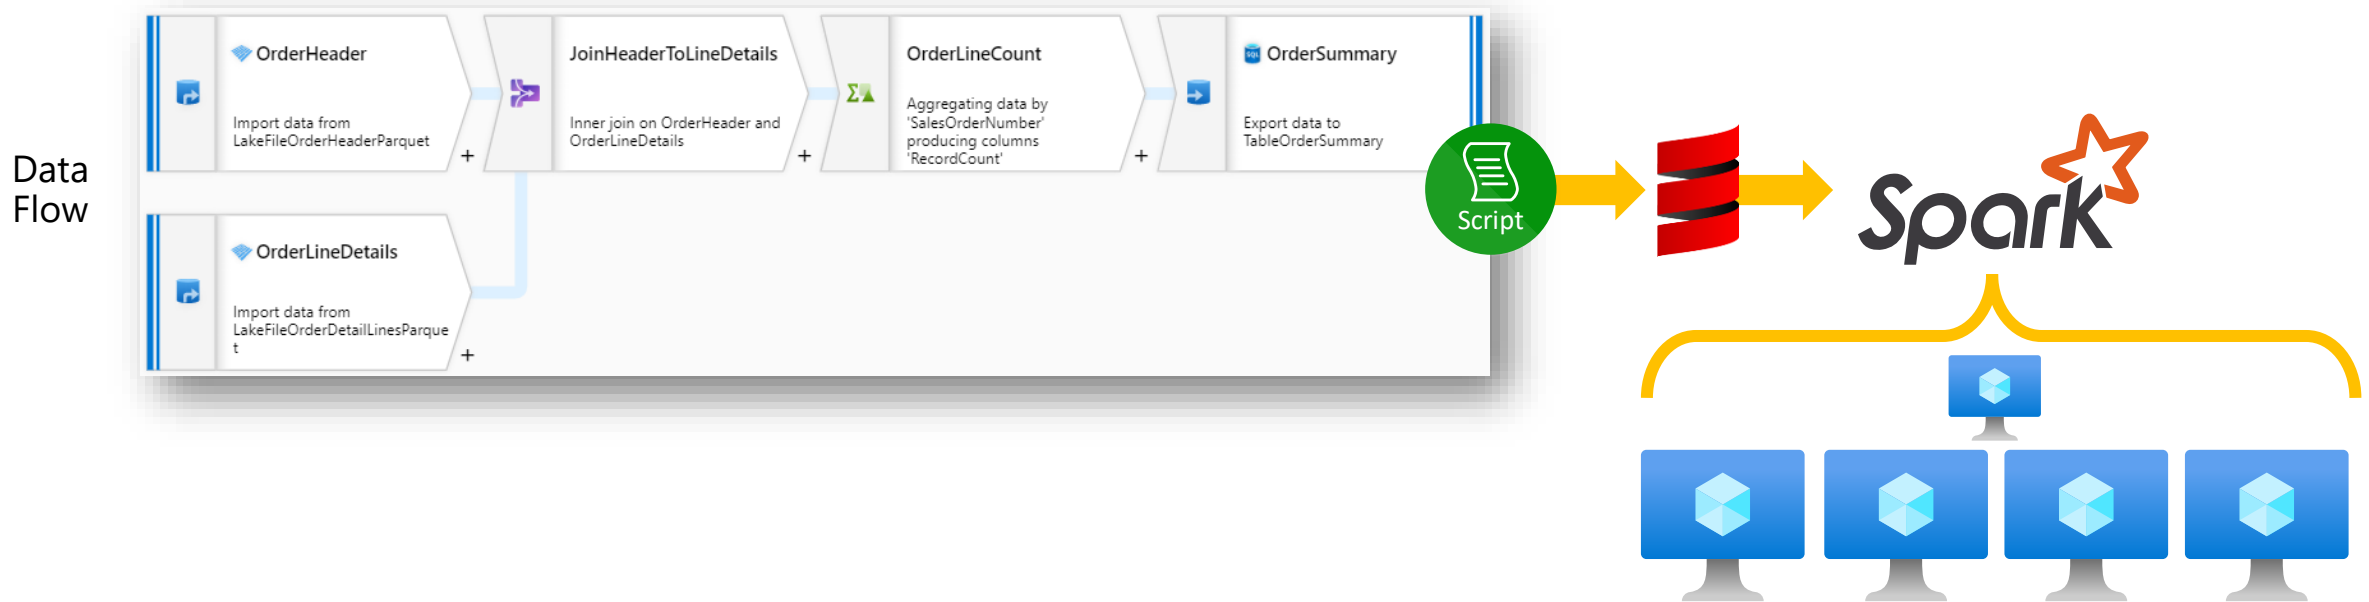 Data
Flow
OrderHeader
Import data from
LakeFileOrderHeaderParquet
+
JoinHeaderToLineDetails
Inner join on OrderHeader and
OrderLineDetails
+
OrderLineCount
Aggregating data by
'SalesOrderNumber'
producing columns
'RecordCount'
+
SQL
OrderSummary
Export data to
TableOrderSummary
OrderLineDetails
Import data from
LakeFileOrderDetailLinesParque
t
+
Script
Spark